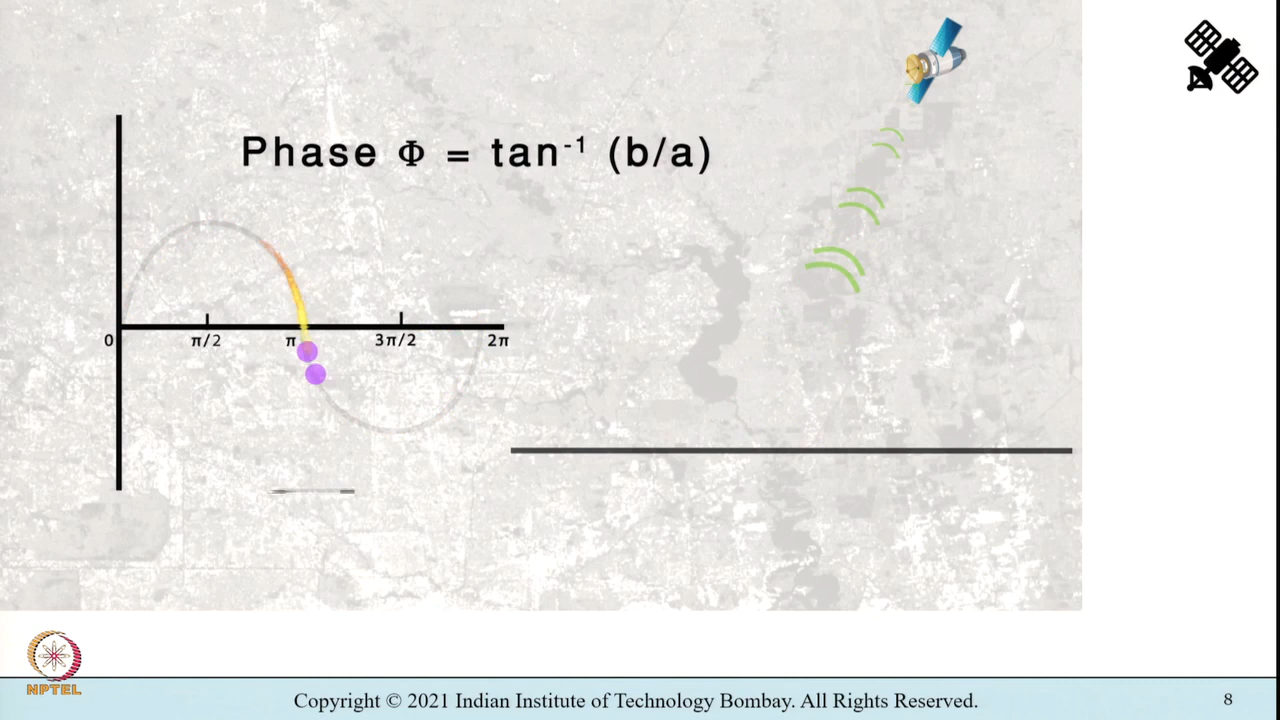 Phase Φ = tan⁻¹ (b/a)
0 π/2 π 3π/2 2π
NPTEL
Copyright © 2021 Indian Institute of Technology Bombay. All Rights Reserved.
8